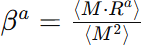 β^a = ⟨M·R^a⟩ / ⟨M^2⟩